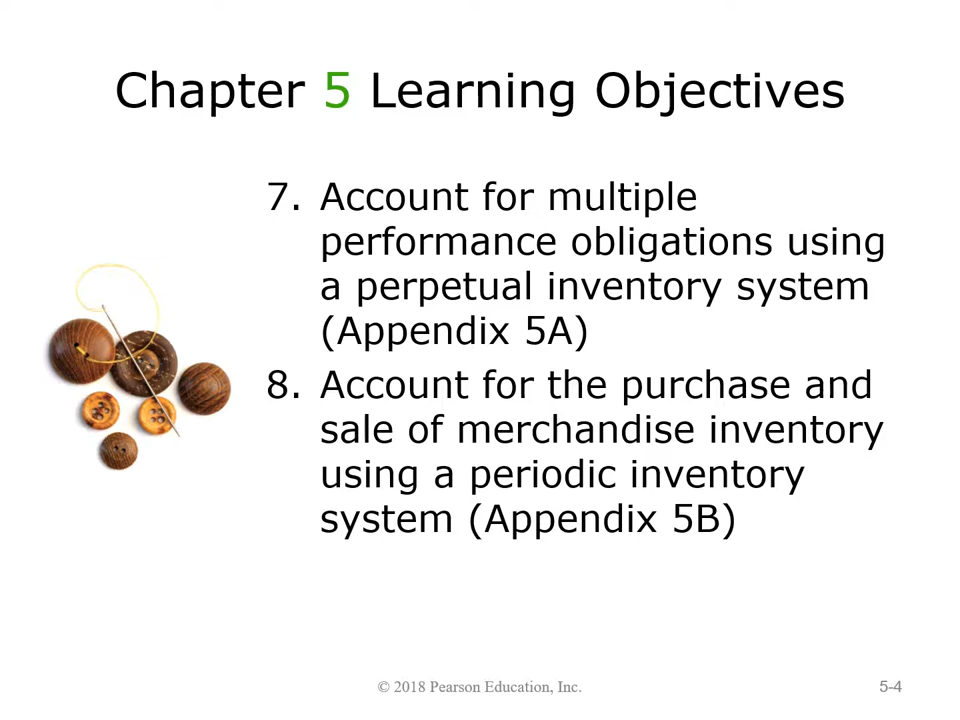 Chapter 5 Learning Objectives
7. Account for multiple
performance obligations using
a perpetual inventory system
(Appendix 5A)
8. Account for the purchase and
sale of merchandise inventory
using a periodic inventory
system (Appendix 5B)
© 2018 Pearson Education, Inc.
5-4